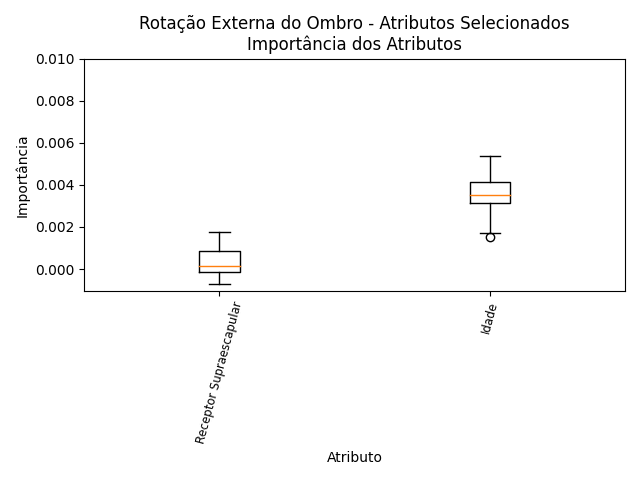 Rotação Externa do Ombro - Atributos Selecionados
Importância dos Atributos
0.010
0.008
0.006
0.004
0.002
0.000
Importância
Receptor Supraescapular
Idade
Atributo